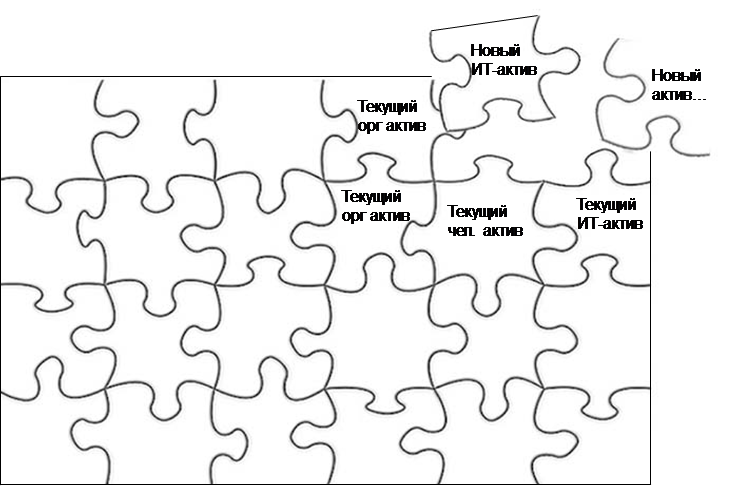 Новый
ИТ-актив
Новый
актив...
Текущий
орг актив
Текущий
орг актив
Текущий
чел. актив
Текущий
ИТ-актив